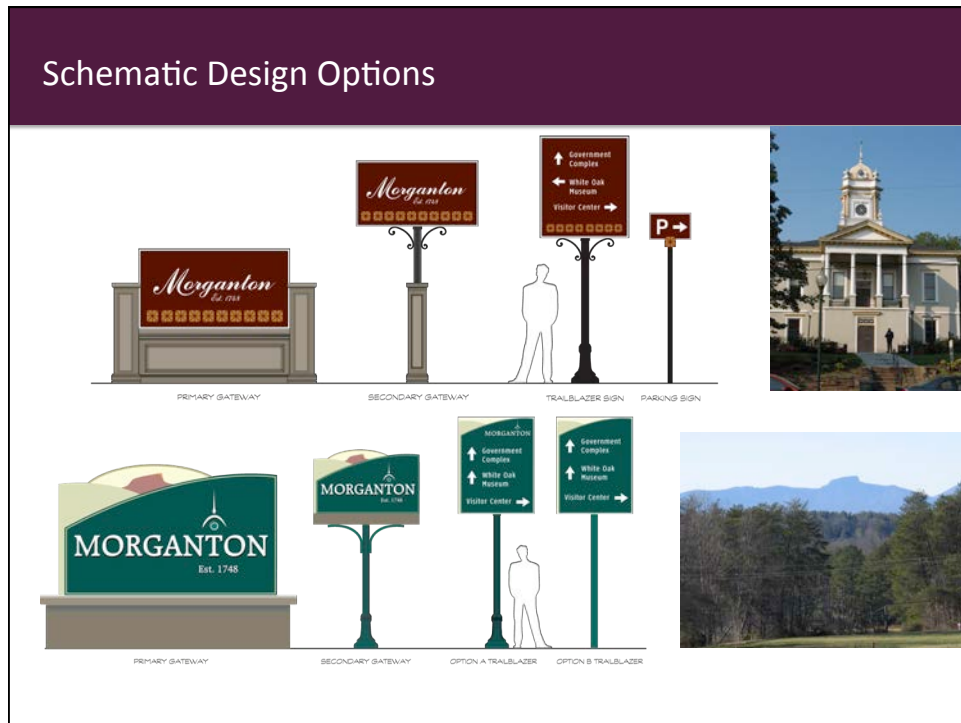 Schematic Design Options
Morganton
Est. 1748
Morganton
Est. 1748
Government
Complex
White Oak
Museum
Visitor Center
P
PRIMARY GATEWAY
SECONDARY GATEWAY
TRAILBLAZER SIGN
PARKING SIGN
MORGANTON
Est. 1748
MORGANTON
Est. 1748
MORGANTON
Government
Complex
White Oak
Museum
Visitor Center
Government
Complex
White Oak
Museum
Visitor Center
PRIMARY GATEWAY
SECONDARY GATEWAY
OPTION A TRAILBLAZER
OPTION B TRAILBLAZER